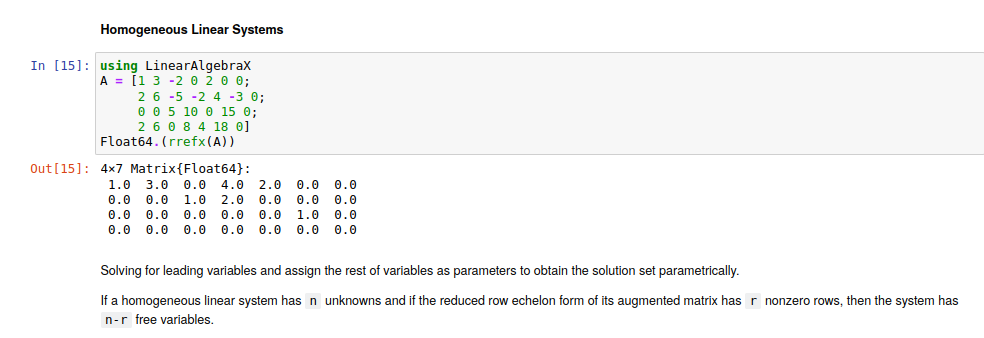 Homogeneous Linear Systems
In [15]: using LinearAlgebraX
A = [1 3 -2 0 2 0 0;
2 6 -5 -2 4 -3 0;
0 0 5 10 0 15 0;
2 6 0 8 4 18 0]
Float64.(rrefx(A))
Out[15]: 4×7 Matrix{Float64}:
1.0 3.0 0.0 4.0 2.0 0.0 0.0
0.0 0.0 1.0 2.0 0.0 0.0 0.0
0.0 0.0 0.0 0.0 0.0 1.0 0.0
0.0 0.0 0.0 0.0 0.0 0.0 0.0
Solving for leading variables and assign the rest of variables as parameters to obtain the solution set parametrically.
If a homogeneous linear system has n unknowns and if the reduced row echelon form of its augmented matrix has r nonzero rows, then the system has
n-r free variables.